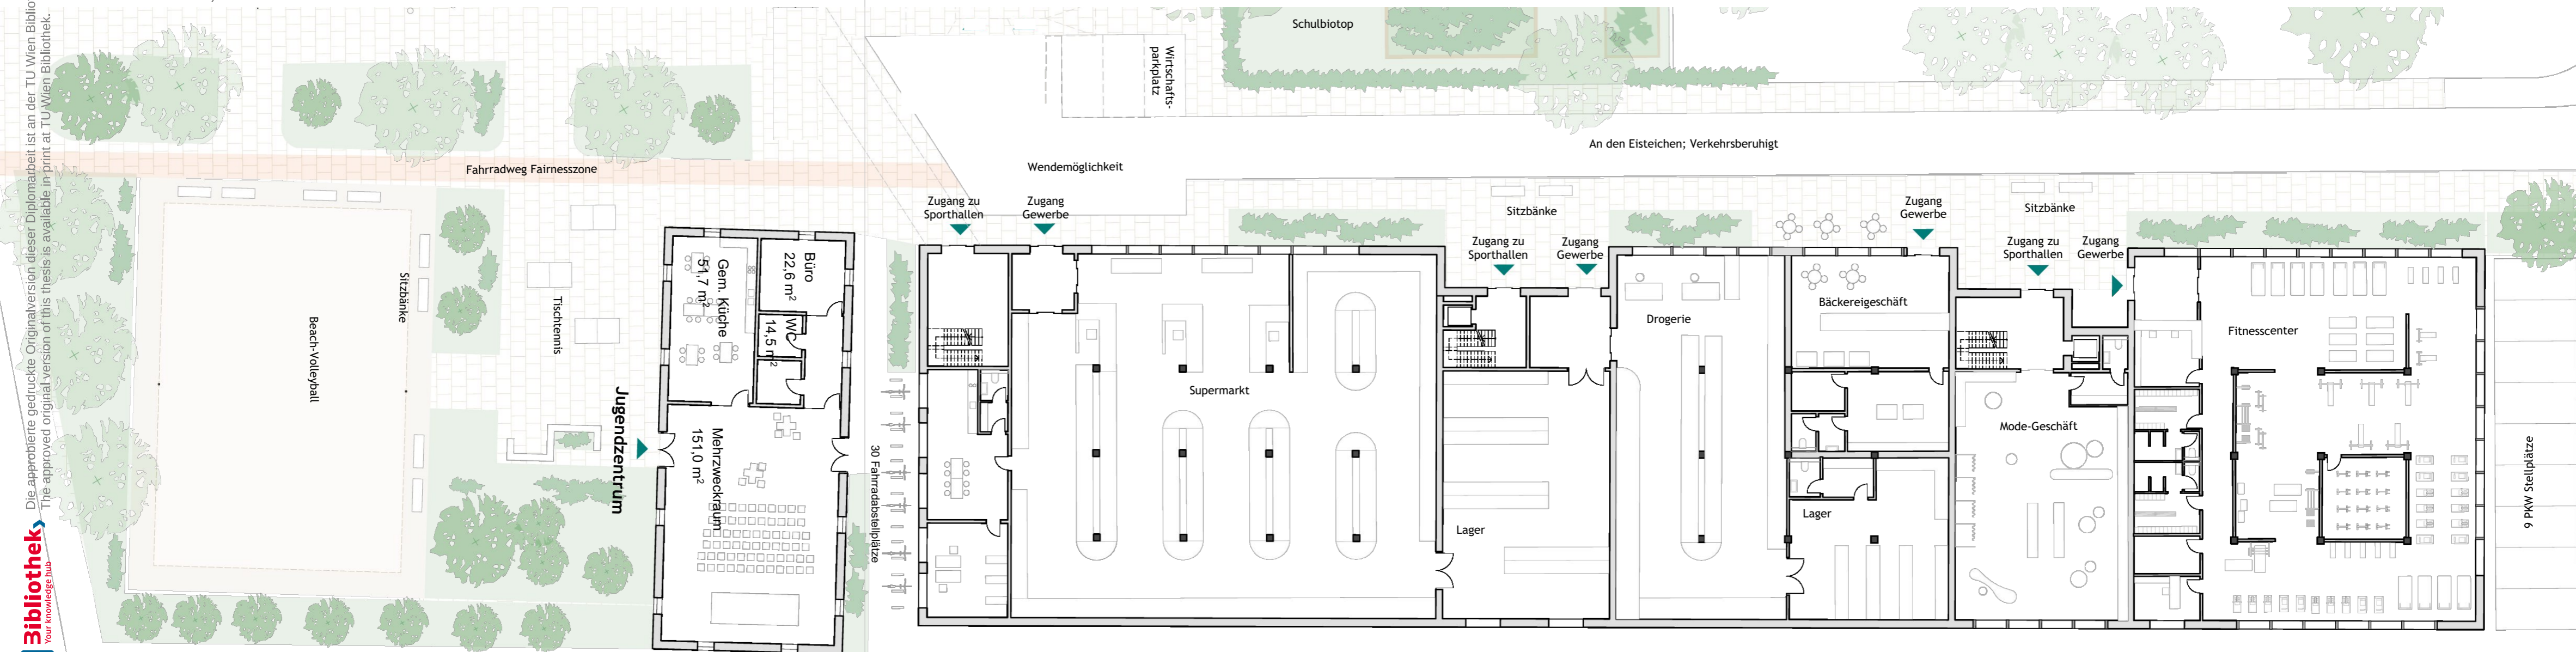 Die approbierte gedruckte Originalversion dieser Diplomarbeit ist an der TU Wien
The approved original version of this thesis is available in print at TU Wien Bibliothek.
Bibliothek
Your knowledge hub
Schulbiotop
Wirtschafts-
parkplatz
An den Eisteichen; Verkehrsberuhigt
Wendemöglichkeit
Fahrradweg Fairnesszone
Zugang zu
Sporthallen
Zugang
Gewerbe
Sitzbänke
Zugang zu
Sporthallen
Zugang
Gewerbe
Zugang
Gewerbe
Sitzbänke
Zugang zu
Sporthallen
Zugang
Gewerbe
Sitzbänke
Beach-Volleyball
Tischtennis
Jugendzentrum
Gem. Küche
51,7 m²
Büro
22,6 m²
WC
14,5 m²
Mehrzweckraum
151,0 m²
30 Fahrradabstellplätze
Supermarkt
Lager
Drogerie
Bäckereigeschäft
Lager
Mode-Geschäft
Fitnesscenter
9 PKW Stellplätze